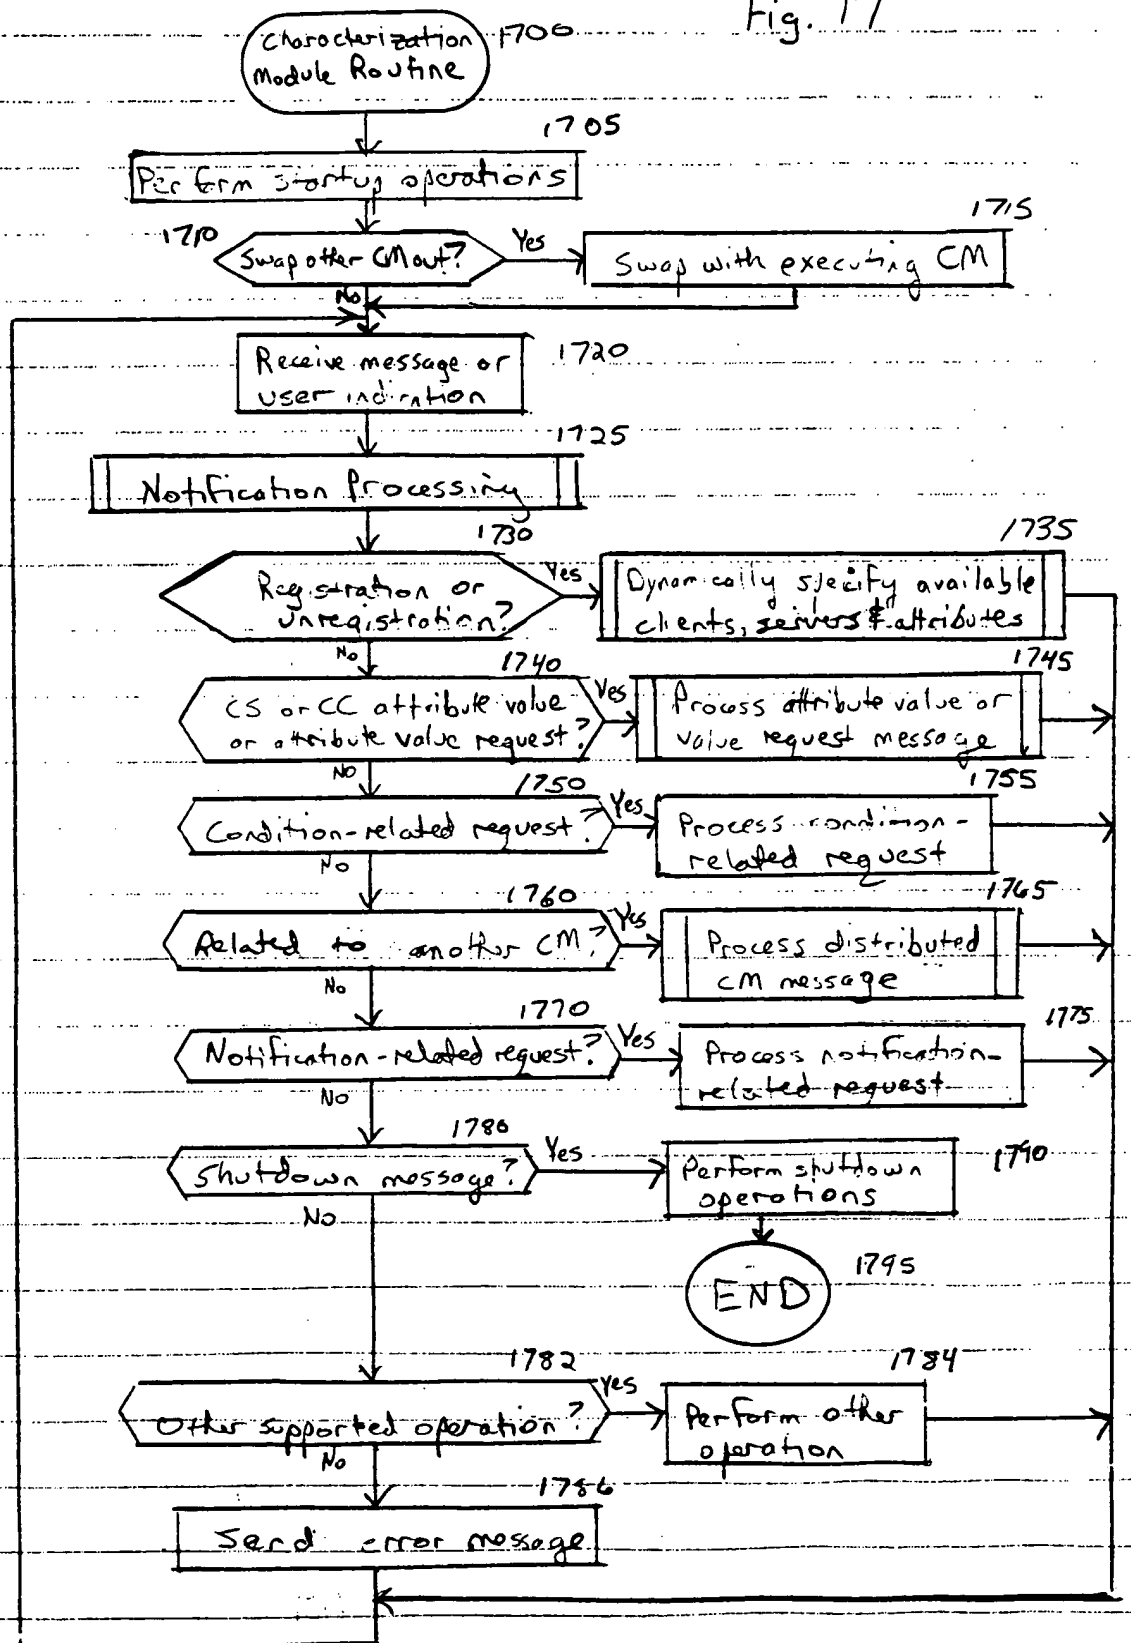 Fig. 17
Characterization 1700
Module Routine
1705
Perform startup operations
1710
Swap other CM out?
Yes
1715
Swap with executing CM
No
Receive message or
user indication
1720
1725
Notification Processing
1730
Registration or
unregistration?
Yes
1735
Dynamically specify available
clients, servers & attributes
No
1740
CS or CC attribute value
or attribute value request?
Yes
1745
Process attribute value or
value request message
No
1750
Condition-related request?
Yes
1755
Process condition-
related request
No
1760
Related to another CM?
Yes
1765
Process distributed
CM message
No
1770
Notification-related request?
Yes
1775
Process notification-
related request
No
1780
Shutdown message?
Yes
Perform shutdown
operations
1790
No
END
1795
1782
Other supported operation?
Yes
1784
Perform other
operation
No
1786
Send error message